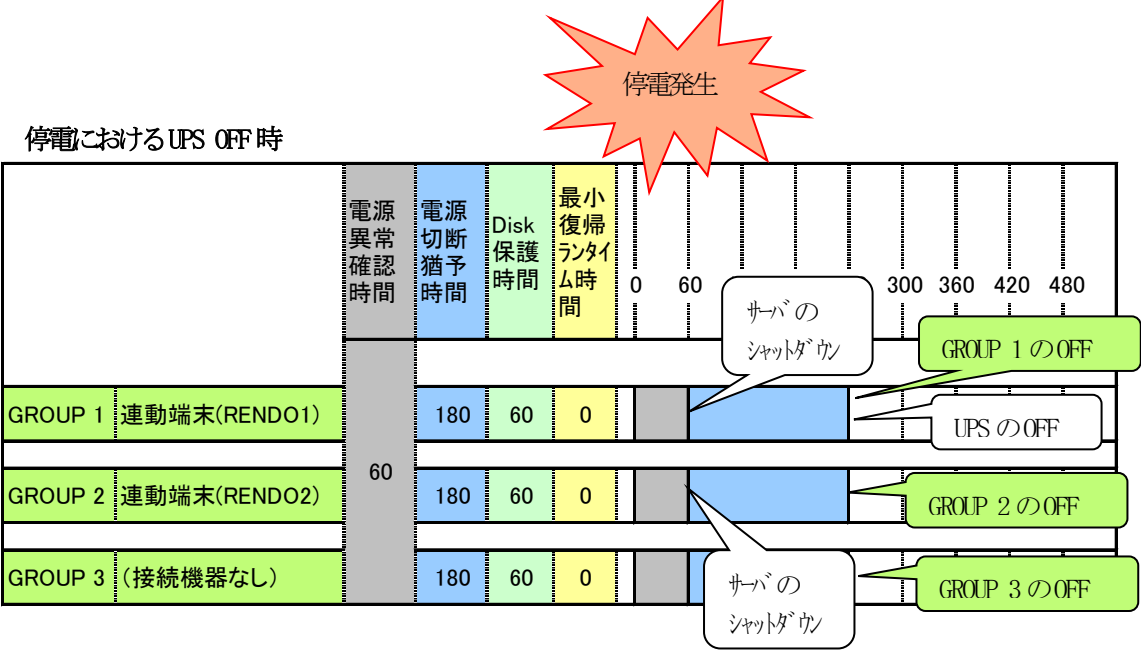 停電発生
停電におけるUPS OFF時
電源
異常
確認
時間
電源
切断
猶予
時間
Disk
保護
時間
最小
復帰
ﾗﾝﾀｲ
ﾑ時
間
0 60 300 360 420 480
ｻｰﾊﾞの
ｼｬｯﾄﾀﾞｳﾝ
GROUP 1のOFF
GROUP 1 連動端末(RENDO1) 180 60 0
UPSのOFF
60
GROUP 2 連動端末(RENDO2) 180 60 0
GROUP 2のOFF
GROUP 3 (接続機器なし) 180 60 0
ｻｰﾊﾞの
ｼｬｯﾄﾀﾞｳﾝ
GROUP 3のOFF